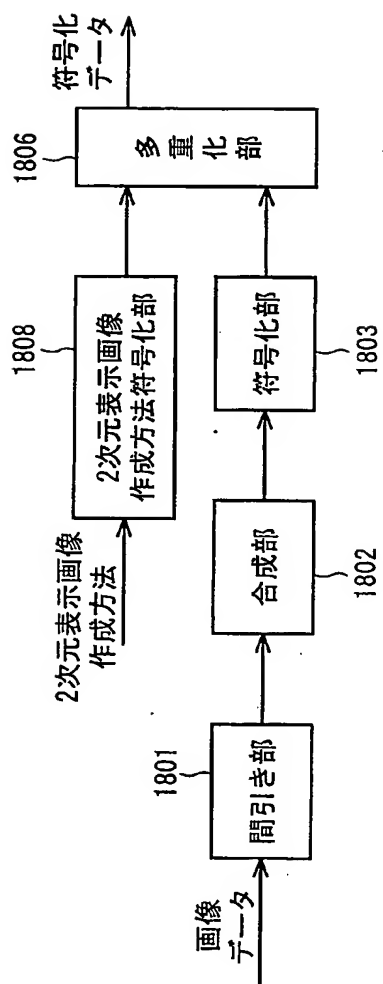 2次元表示画像
作成方法
1808
2次元表示画像
作成方法符号化部
1806
多重化部
符号化
データ
画像
データ
1801
間引き部
合成部
1802
符号化部
1803